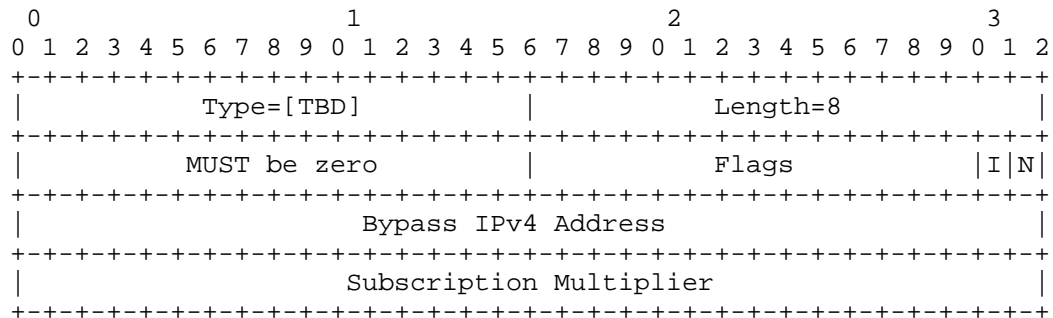 0                   1                   2                   3
0 1 2 3 4 5 6 7 8 9 0 1 2 3 4 5 6 7 8 9 0 1 2 3 4 5 6 7 8 9 0 1 2
+-+-+-+-+-+-+-+-+-+-+-+-+-+-+-+-+-+-+-+-+-+-+-+-+-+-+-+-+-+-+-+-+
|           Type=[TBD]          |           Length=8            |
+-+-+-+-+-+-+-+-+-+-+-+-+-+-+-+-+-+-+-+-+-+-+-+-+-+-+-+-+-+-+-+-+
|          MUST be zero         |           Flags           |I|N|
+-+-+-+-+-+-+-+-+-+-+-+-+-+-+-+-+-+-+-+-+-+-+-+-+-+-+-+-+-+-+-+-+
|                     Bypass IPv4 Address                       |
+-+-+-+-+-+-+-+-+-+-+-+-+-+-+-+-+-+-+-+-+-+-+-+-+-+-+-+-+-+-+-+-+
|                    Subscription Multiplier                    |
+-+-+-+-+-+-+-+-+-+-+-+-+-+-+-+-+-+-+-+-+-+-+-+-+-+-+-+-+-+-+-+-+